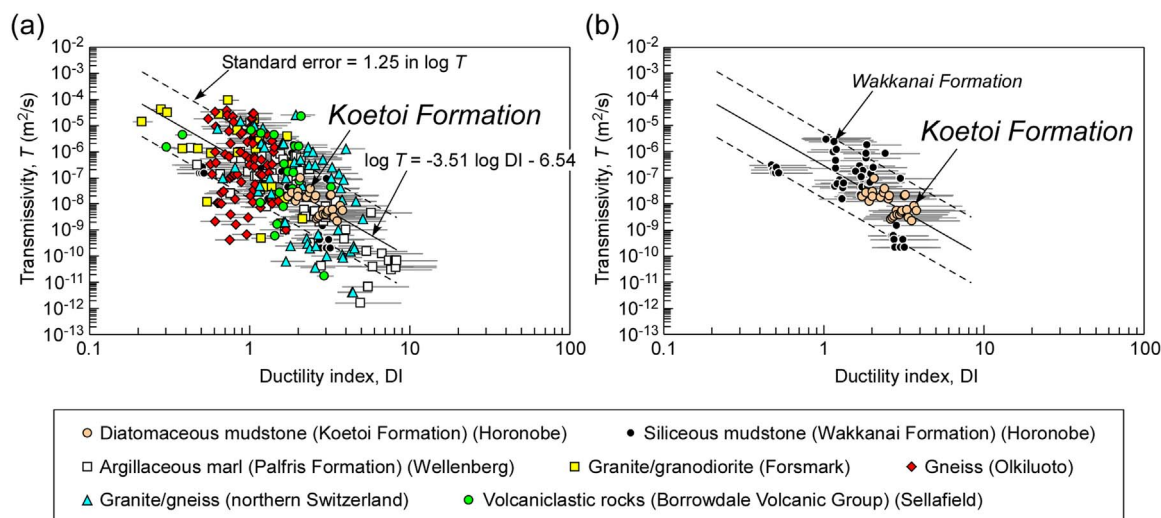 (a)
(b)
10⁻²
10⁻³
10⁻⁴
10⁻⁵
10⁻⁶
10⁻⁷
10⁻⁸
10⁻⁹
10⁻¹⁰
10⁻¹¹
10⁻¹²
10⁻¹³
Transmissivity, T (m²/s)
Standard error = 1.25 in log T
Koetoi Formation
log T = -3.51 log DI - 6.54
0.1 1 10 100
Ductility index, DI
10⁻²
10⁻³
10⁻⁴
10⁻⁵
10⁻⁶
10⁻⁷
10⁻⁸
10⁻⁹
10⁻¹⁰
10⁻¹¹
10⁻¹²
10⁻¹³
Transmissivity, T (m²/s)
Wakkanai Formation
Koetoi Formation
0.1 1 10 100
Ductility index, DI
Diatomaceous mudstone (Koetoi Formation) (Horonobe) Siliceous mudstone (Wakkanai Formation) (Horonobe)
Argillaceous marl (Palfris Formation) (Wellenberg) Granite/granodiorite (Forsmark) Gneiss (Olkiluoto)
Granite/gneiss (northern Switzerland) Volcaniclastic rocks (Borrowdale Volcanic Group) (Sellafield)